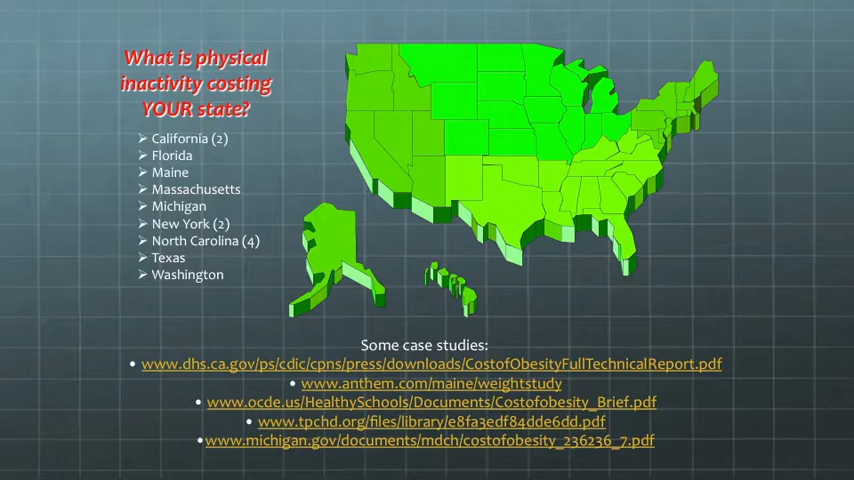 What is physical
inactivity costing
YOUR state?
➢ California (2)
➢ Florida
➢ Maine
➢ Massachusetts
➢ Michigan
➢ New York (2)
➢ North Carolina (4)
➢ Texas
➢ Washington
Some case studies:
• www.dhs.ca.gov/ps/cdic/cpns/press/downloads/CostofObesityFullTechnicalReport.pdf
• www.anthem.com/maine/weightstudy
• www.ocde.us/HealthySchools/Documents/Costofobesity_Brief.pdf
• www.tpchd.org/files/library/e8fa3edf84dde6dd.pdf
• www.michigan.gov/documents/mdch/costofobesity_236236_7.pdf